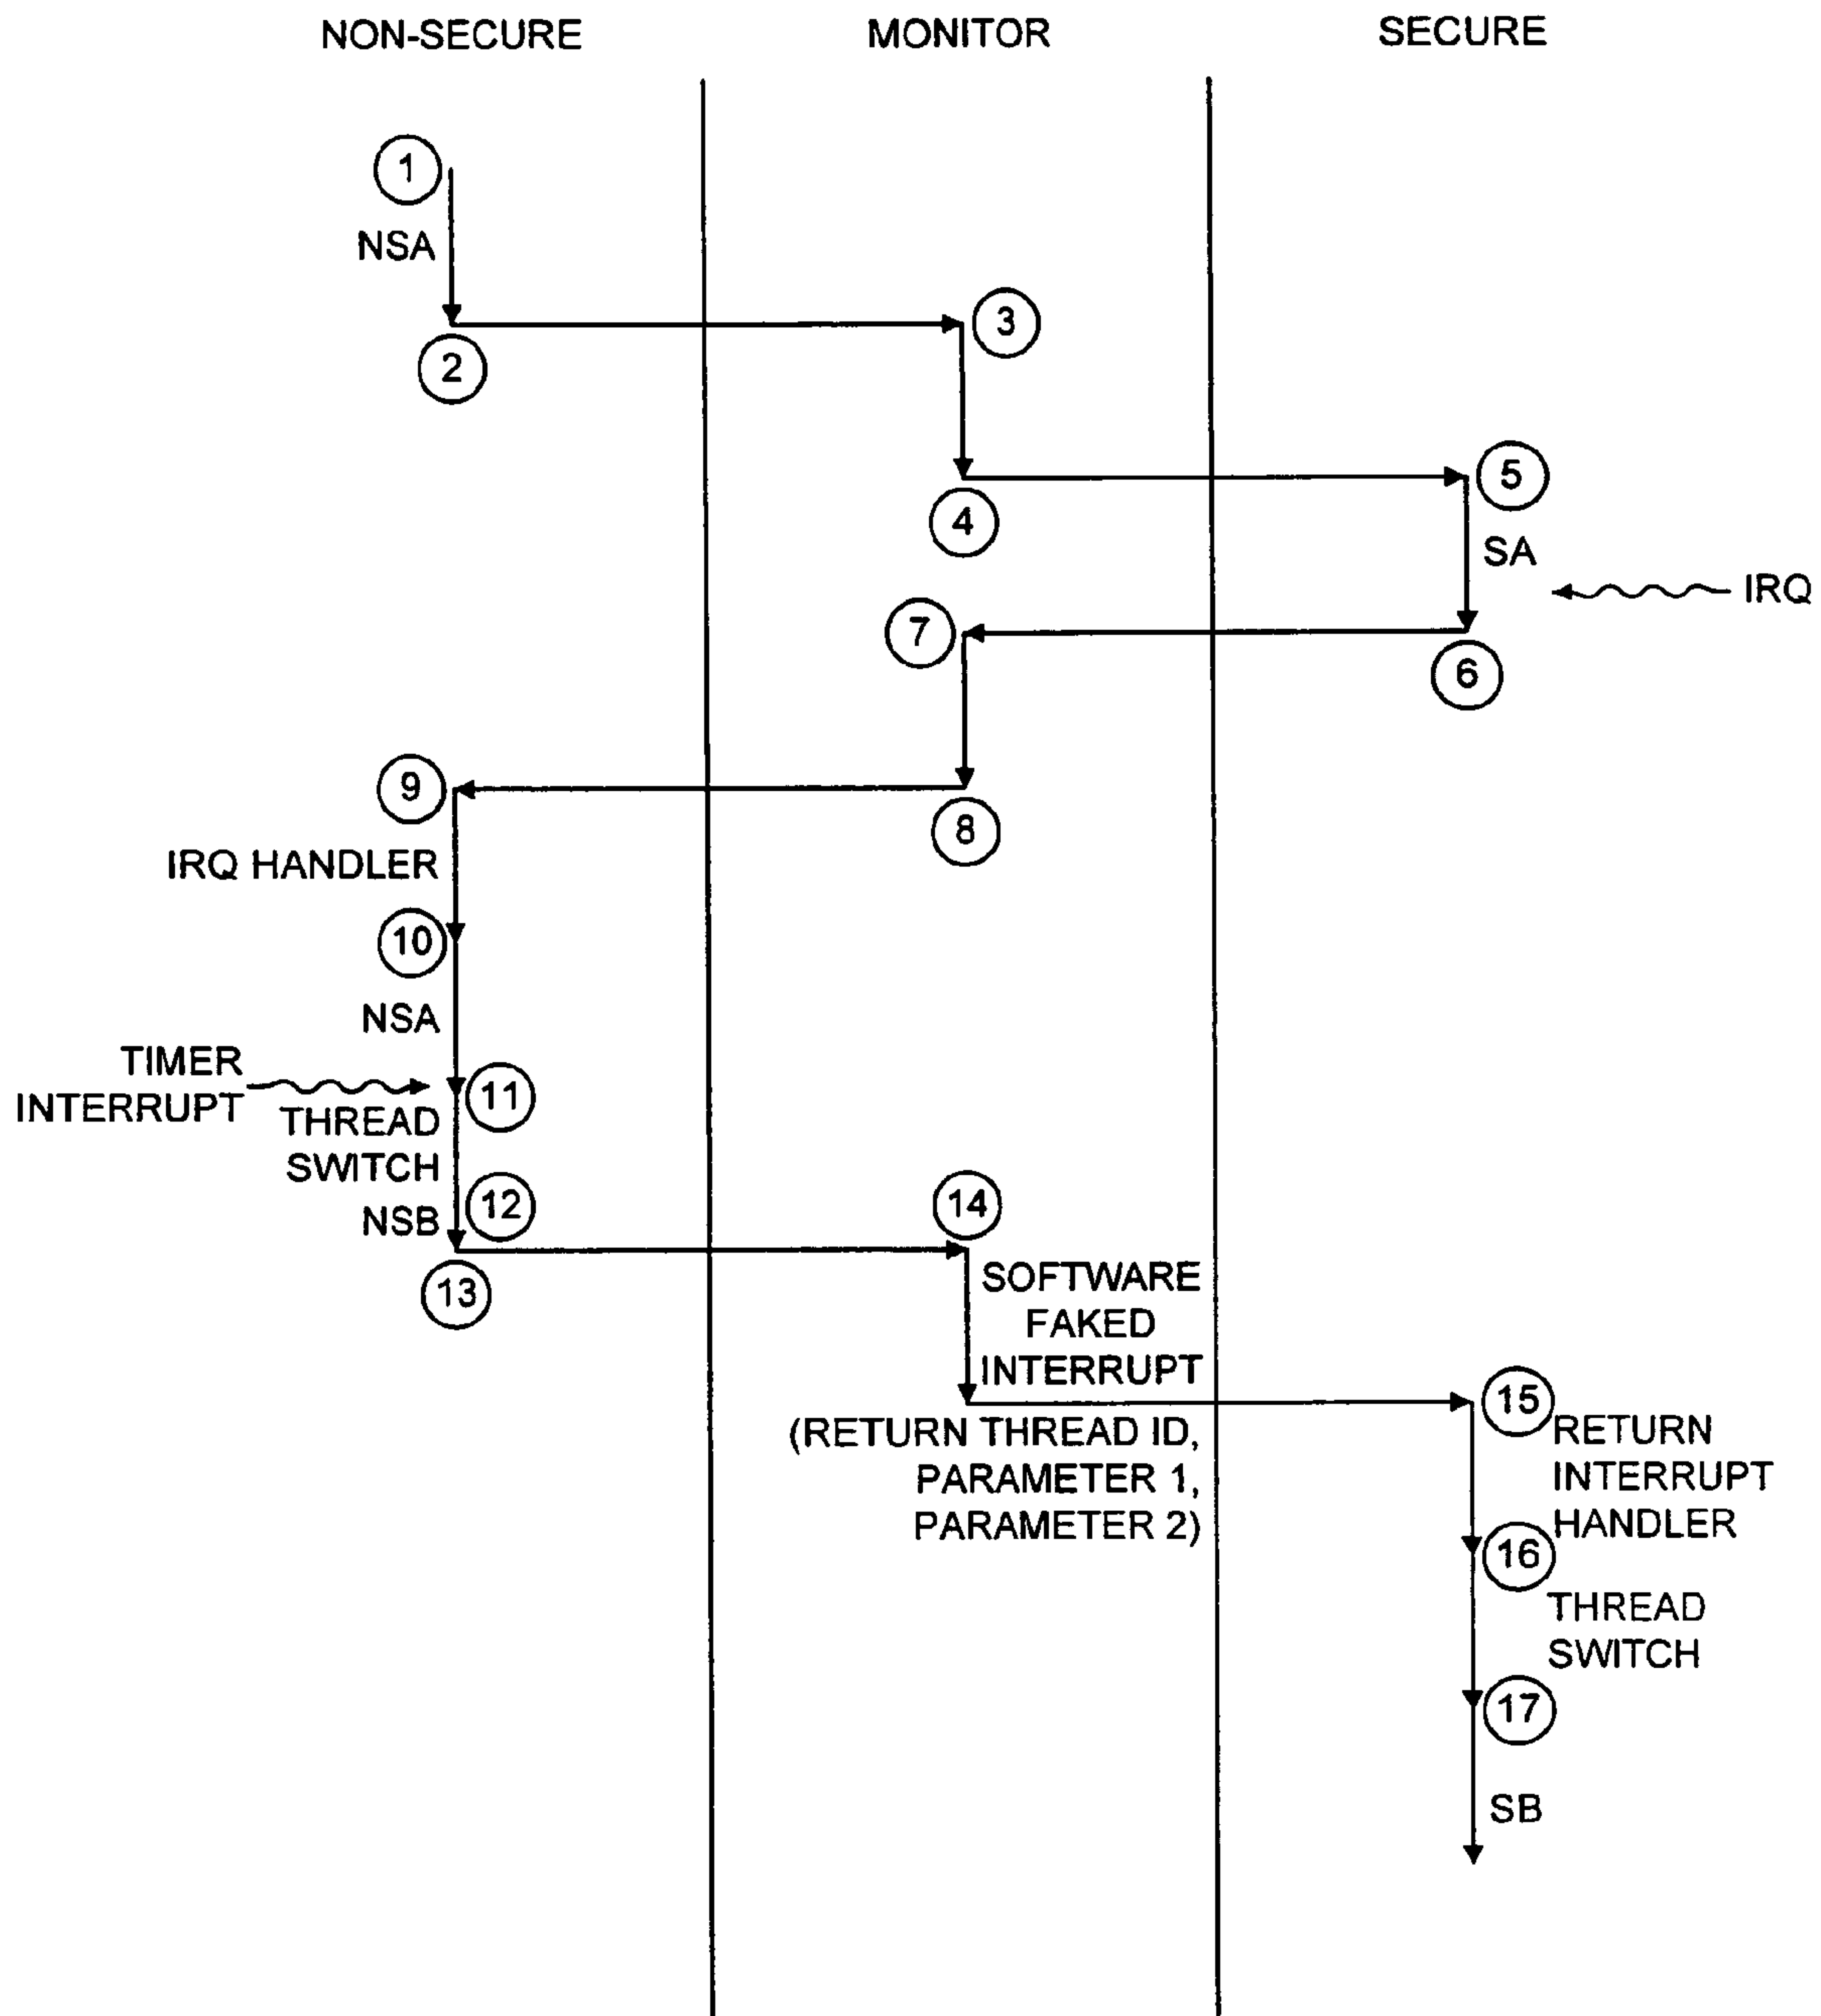 NON-SECURE
MONITOR
SECURE
1
NSA
2
3
4
5
SA
IRQ
6
7
8
9
IRQ HANDLER
10
NSA
TIMER
INTERRUPT
11
THREAD
SWITCH
12
NSB
13
14
SOFTWARE
FAKED
INTERRUPT
(RETURN THREAD ID,
PARAMETER 1,
PARAMETER 2)
15
RETURN
INTERRUPT
HANDLER
16
THREAD
SWITCH
17
SB